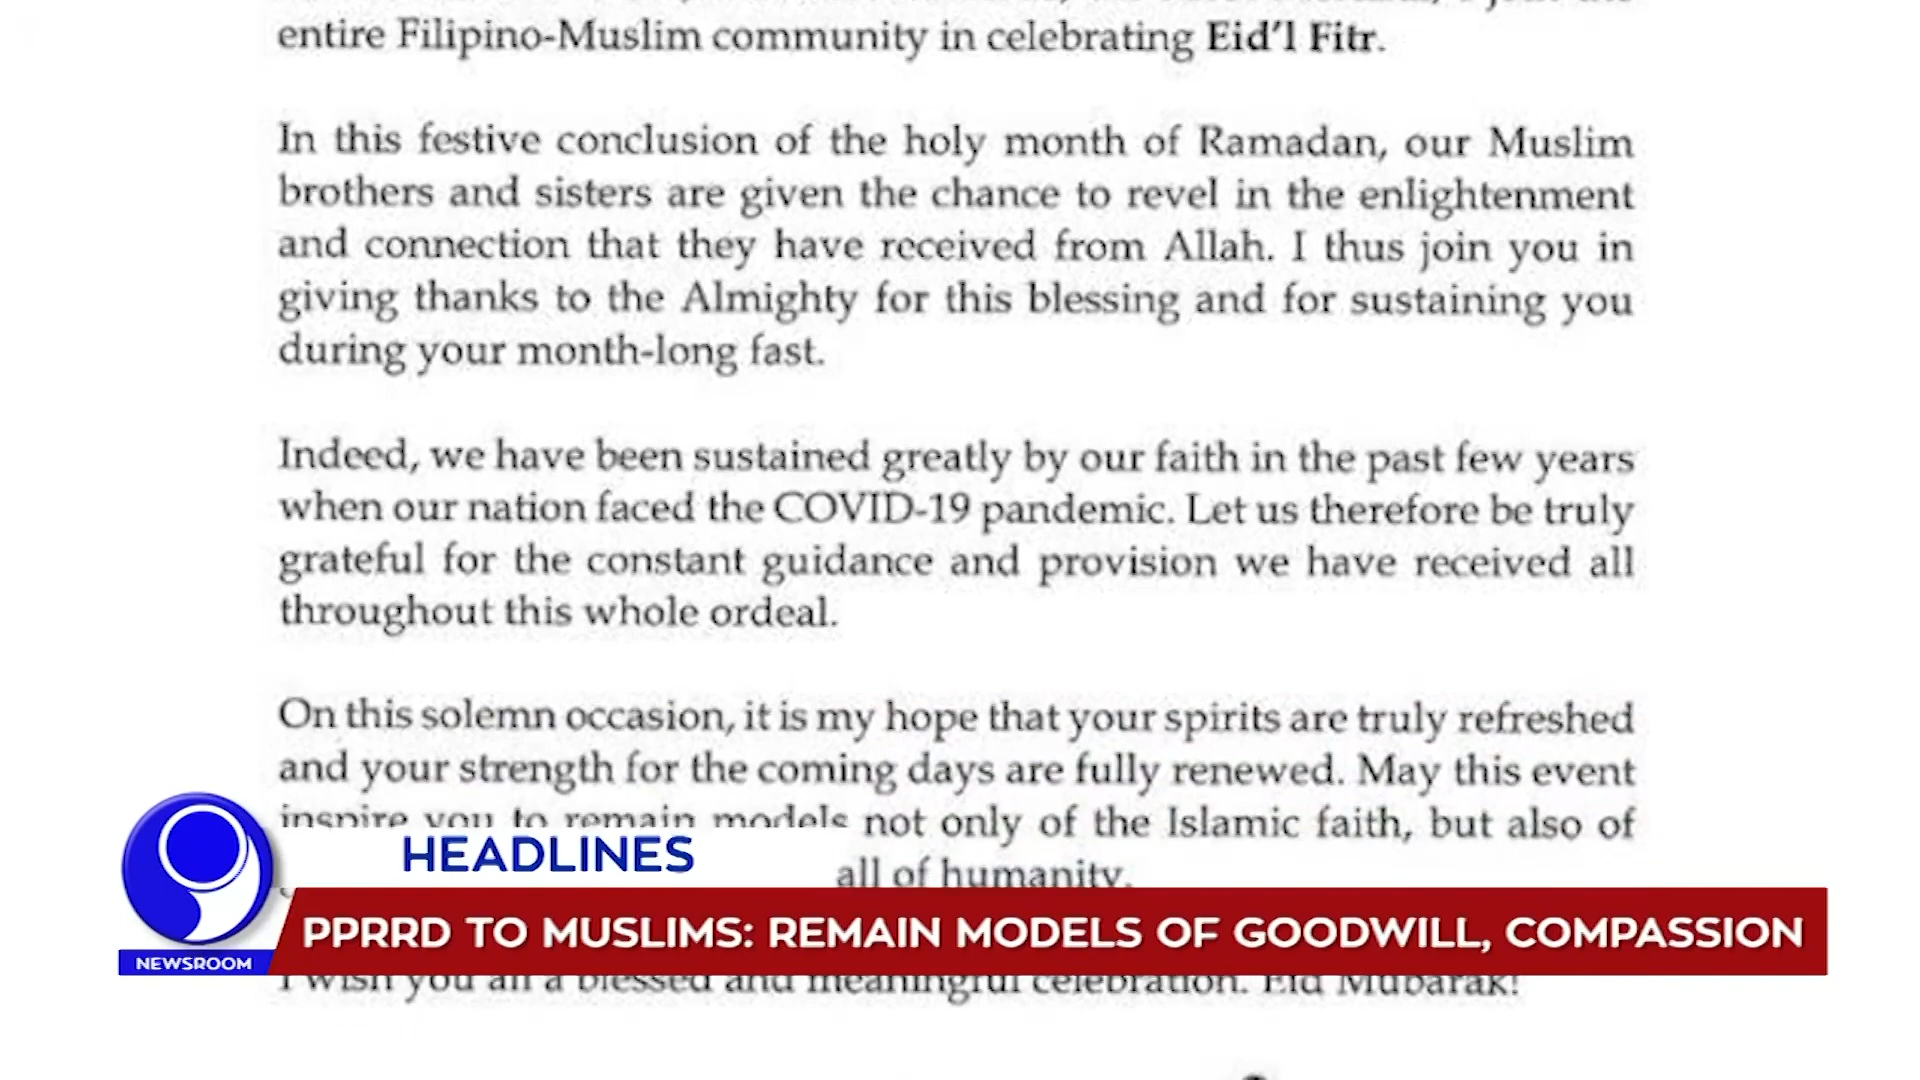 entire Filipino-Muslim community in celebrating Eid'l Fitr.
In this festive conclusion of the holy month of Ramadan, our Muslim
brothers and sisters are given the chance to revel in the enlightenment
and connection that they have received from Allah. I thus join you in
giving thanks to the Almighty for this blessing and for sustaining you
during your month-long fast.
Indeed, we have been sustained greatly by our faith in the past few years
when our nation faced the COVID-19 pandemic. Let us therefore be truly
grateful for the constant guidance and provision we have received all
throughout this whole ordeal.
On this solemn occasion, it is my hope that your spirits are truly refreshed
and your strength for the coming days are fully renewed. May this event
inspire you to remain models not only of the Islamic faith, but also of
all of humanity.
HEADLINES
PPRRD TO MUSLIMS: REMAIN MODELS OF GOODWILL, COMPASSION
NEWSROOM
I wish you all a blessed and meaningful celebration. Eid Mubarak!